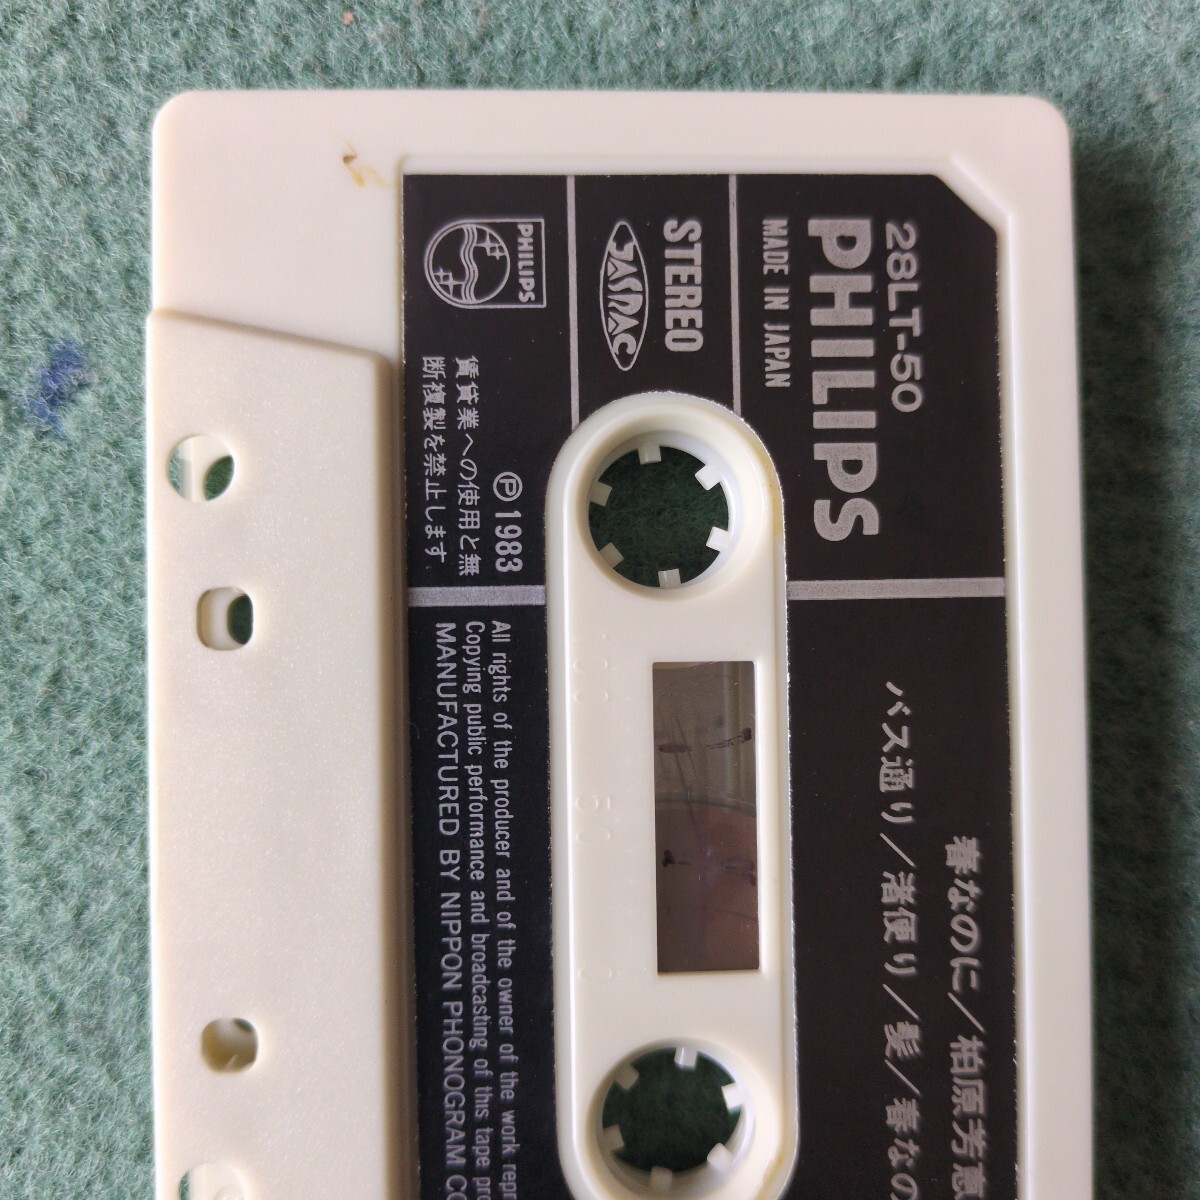 28LT-50
PHILIPS
MADE IN JAPAN
STEREO
JASRAC
PHILIPS
春なのに/柏原芳恵
バス通り/渚便り/髪/春なの
Ⓟ1983
賃貸業への使用と無
断複製を禁止します
All rights of the producer and of the owner of the work repr
Copying public performance and broadcasting of this tape pro
MANUFACTURED BY NIPPON PHONOGRAM CO